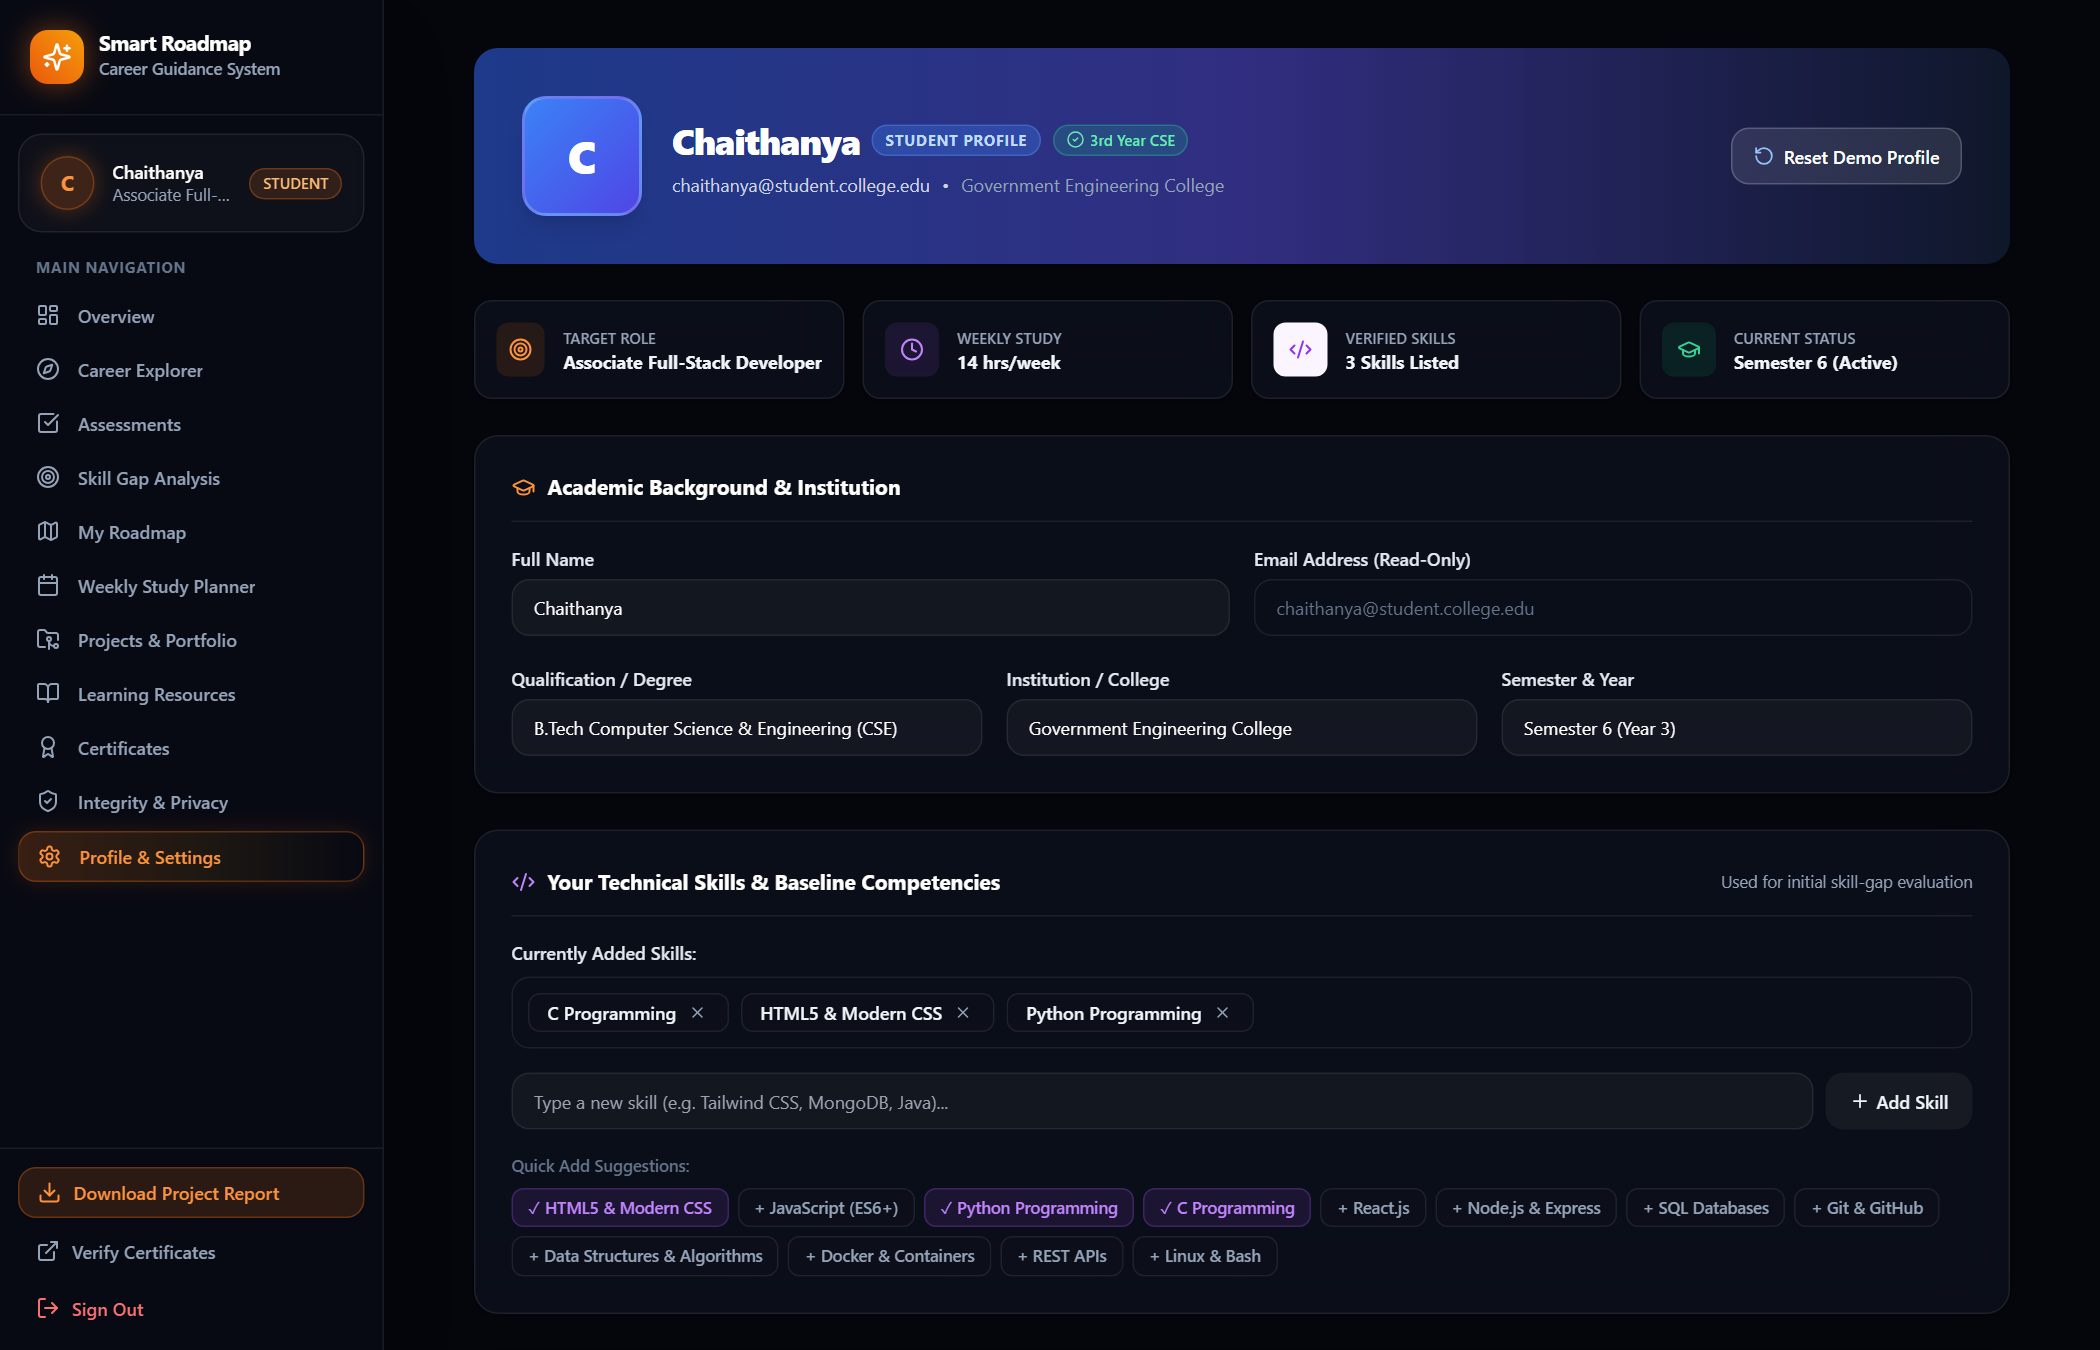 Smart Roadmap
Career Guidance System
C
Chaithanya
Associate Full-...
STUDENT
MAIN NAVIGATION
Overview
Career Explorer
Assessments
Skill Gap Analysis
My Roadmap
Weekly Study Planner
Projects & Portfolio
Learning Resources
Certificates
Integrity & Privacy
Profile & Settings
Download Project Report
Verify Certificates
Sign Out
C
Chaithanya STUDENT PROFILE 3rd Year CSE
chaithanya@student.college.edu • Government Engineering College
Reset Demo Profile
TARGET ROLE
Associate Full-Stack Developer
WEEKLY STUDY
14 hrs/week
VERIFIED SKILLS
3 Skills Listed
CURRENT STATUS
Semester 6 (Active)
Academic Background & Institution
Full Name
Chaithanya
Email Address (Read-Only)
chaithanya@student.college.edu
Qualification / Degree
B.Tech Computer Science & Engineering (CSE)
Institution / College
Government Engineering College
Semester & Year
Semester 6 (Year 3)
</> Your Technical Skills & Baseline Competencies
Used for initial skill-gap evaluation
Currently Added Skills:
C Programming × HTML5 & Modern CSS × Python Programming ×
Type a new skill (e.g. Tailwind CSS, MongoDB, Java)...
+ Add Skill
Quick Add Suggestions:
✓ HTML5 & Modern CSS + JavaScript (ES6+) ✓ Python Programming ✓ C Programming + React.js + Node.js & Express + SQL Databases + Git & GitHub
+ Data Structures & Algorithms + Docker & Containers + REST APIs + Linux & Bash